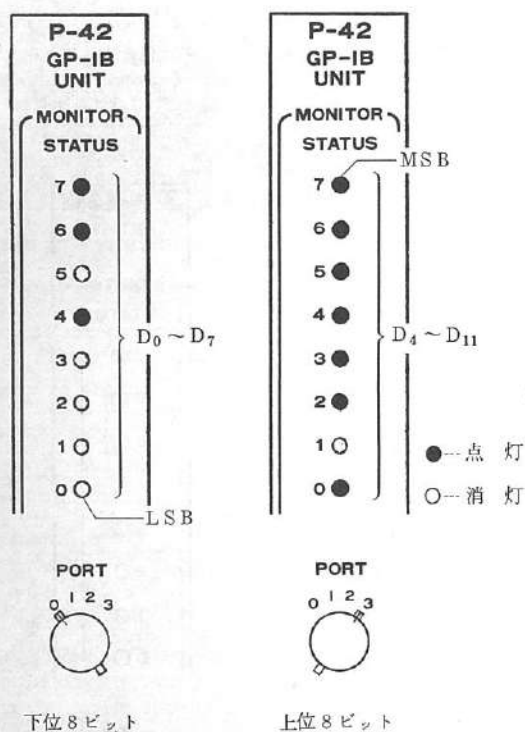 P-42
GP-IB
UNIT
MONITOR
STATUS
7
6
5
4
3
2
1
0
D₀～D₇
LSB
PORT
0 1 2 3
下位8ビット
P-42
GP-IB
UNIT
MONITOR
STATUS
MSB
7
6
5
4
3
2
1
0
D₄～D₁₁
●---点灯
○---消灯
PORT
0 1 2 3
上位8ビット